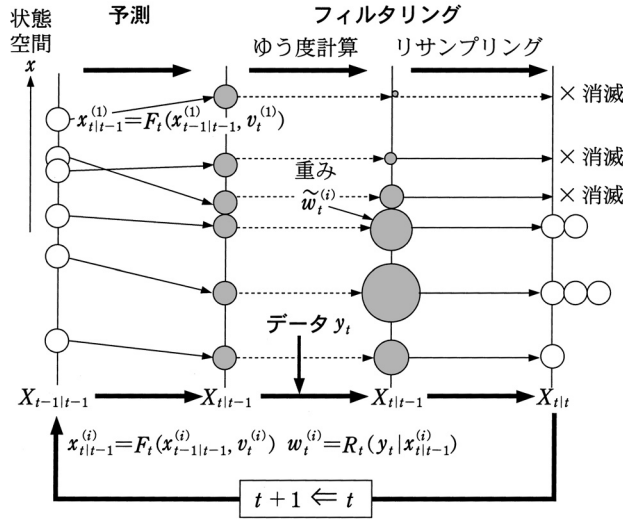 状態
空間
x
予測
フィルタリング
ゆう度計算
リサンプリング
x_{t|t-1}^{(1)}=F_t(x_{t-1|t-1}^{(1)}, v_t^{(1)})
重み
\widetilde{w}_t^{(i)}
×消滅
×消滅
×消滅
データ y_t
X_{t-1|t-1}
X_{t|t-1}
X_{t|t-1}
X_{t|t}
x_{t|t-1}^{(i)}=F_t(x_{t-1|t-1}^{(i)}, v_t^{(i)}) w_t^{(i)}=R_t(y_t|x_{t|t-1}^{(i)})
t+1 ⇐ t